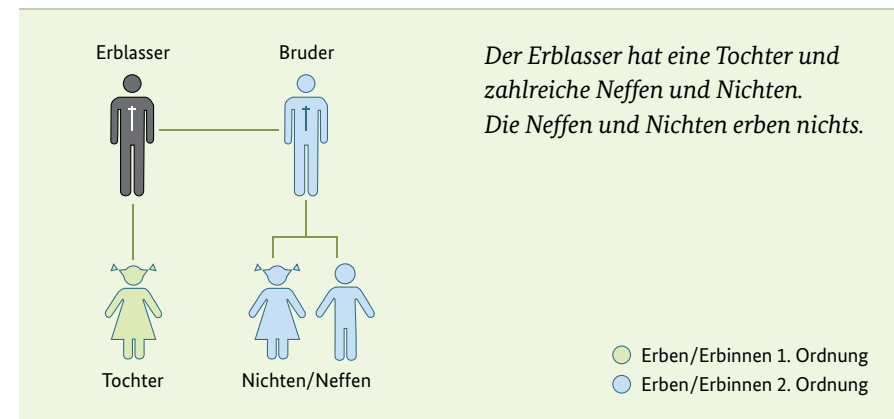 Erblasser
Bruder
Der Erblasser hat eine Tochter und
zahlreiche Neffen und Nichten.
Die Neffen und Nichten erben nichts.
Tochter
Nichten/Neffen
Erben/Erbinnen 1. Ordnung
Erben/Erbinnen 2. Ordnung